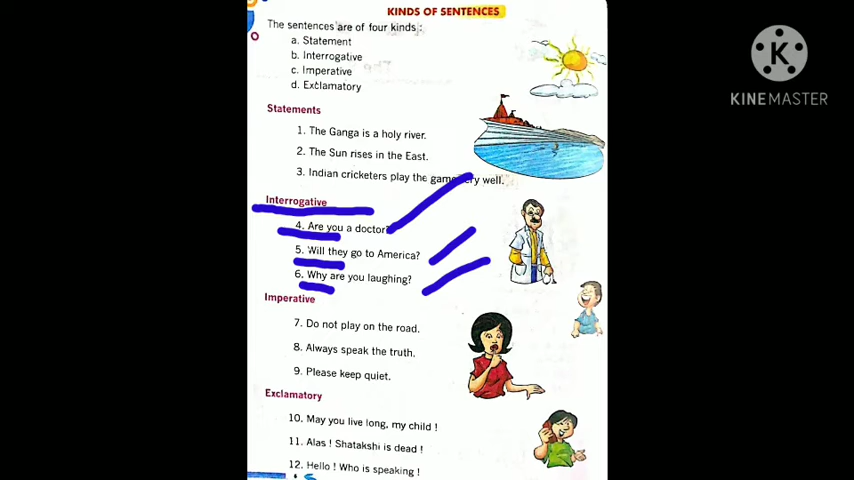 KINDS OF SENTENCES
The sentences are of four kinds :
a. Statement
b. Interrogative
c. Imperative
d. Exclamatory
Statements
1. The Ganga is a holy river.
2. The Sun rises in the East.
3. Indian cricketers play the game very well.
Interrogative
4. Are you a doctor?
5. Will they go to America?
6. Why are you laughing?
Imperative
7. Do not play on the road.
8. Always speak the truth.
9. Please keep quiet.
Exclamatory
10. May you live long, my child !
11. Alas ! Shatakshi is dead !
12. Hello ! Who is speaking !
K
KINEMASTER